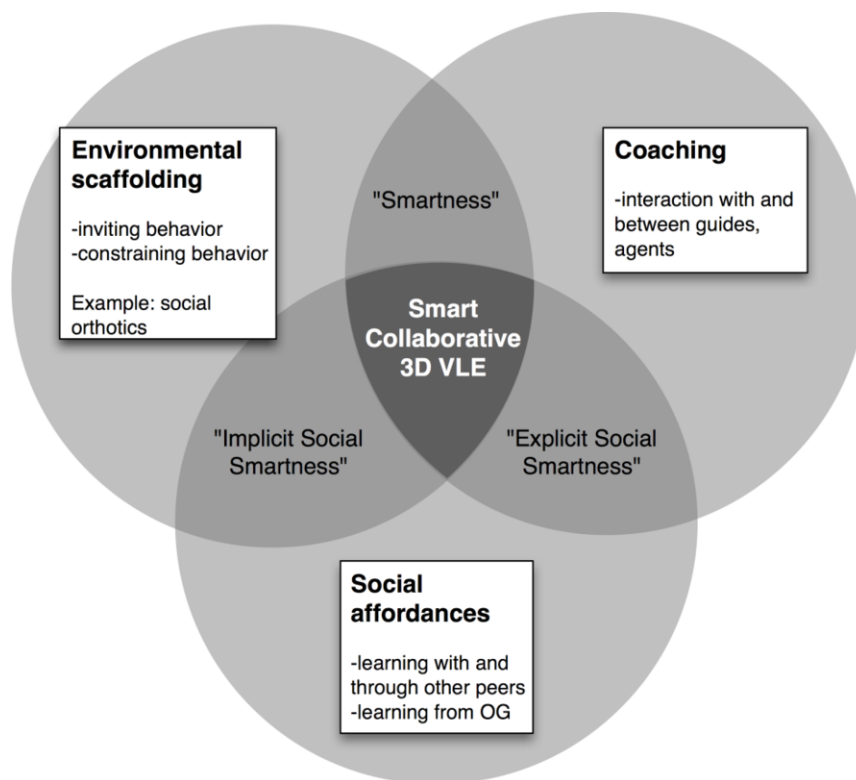 Environmental
scaffolding
-inviting behavior
-constraining behavior
Example: social
orthotics
"Smartness"
Coaching
-interaction with and
between guides,
agents
Smart
Collaborative
3D VLE
"Implicit Social
Smartness"
"Explicit Social
Smartness"
Social
affordances
-learning with and
through other peers
-learning from OG